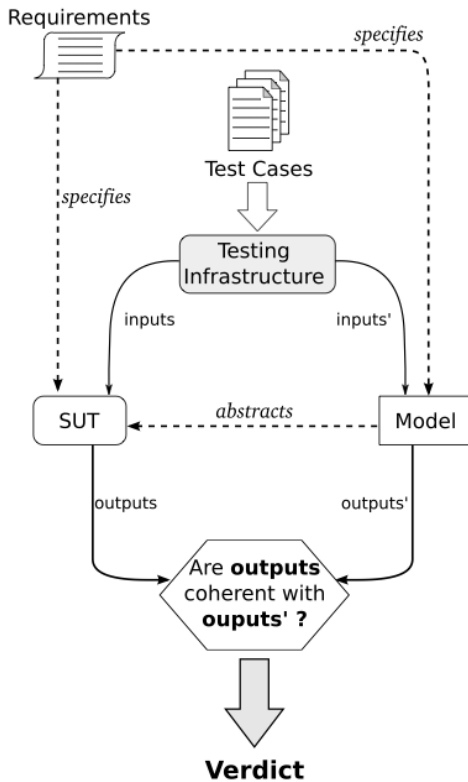 Requirements
specifies
Test Cases
specifies
Testing
Infrastructure
inputs
inputs'
SUT
abstracts
Model
outputs
outputs'
Are outputs
coherent with
ouputs' ?
Verdict